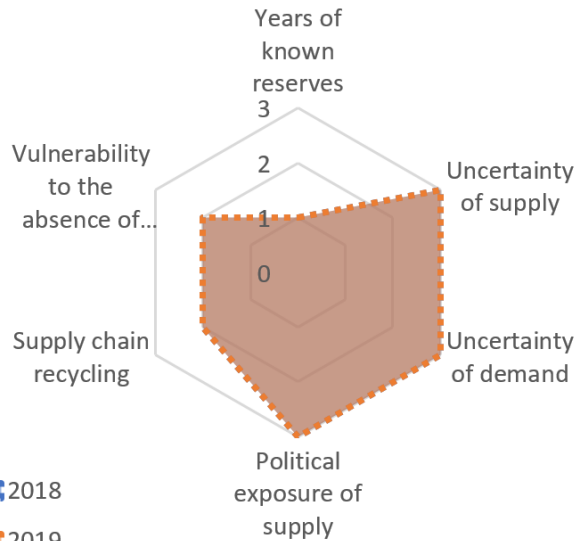 Years of
known
reserves
3
2
1
0
Uncertainty
of supply
Uncertainty
of demand
Political
exposure of
supply
Supply chain
recycling
Vulnerability
to the
absence of...
2018
2019